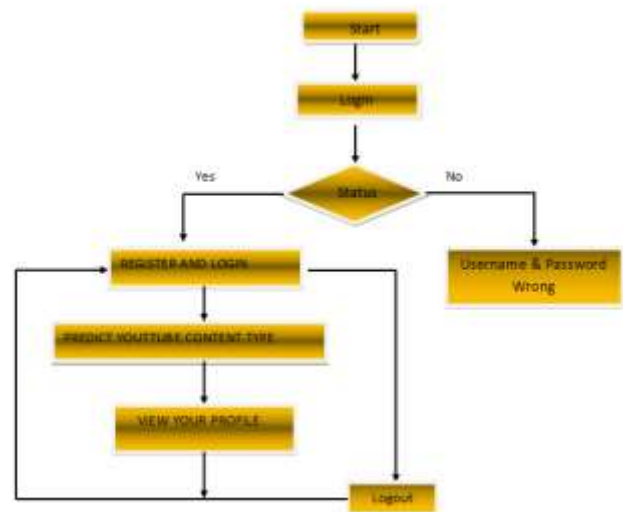 Start
Login
Status
Yes
No
REGISTER AND LOGIN
Username & Password
Wrong
PREDICT YOUTTUBE CONTENT TYPE
VIEW YOUR PROFILE
Logout